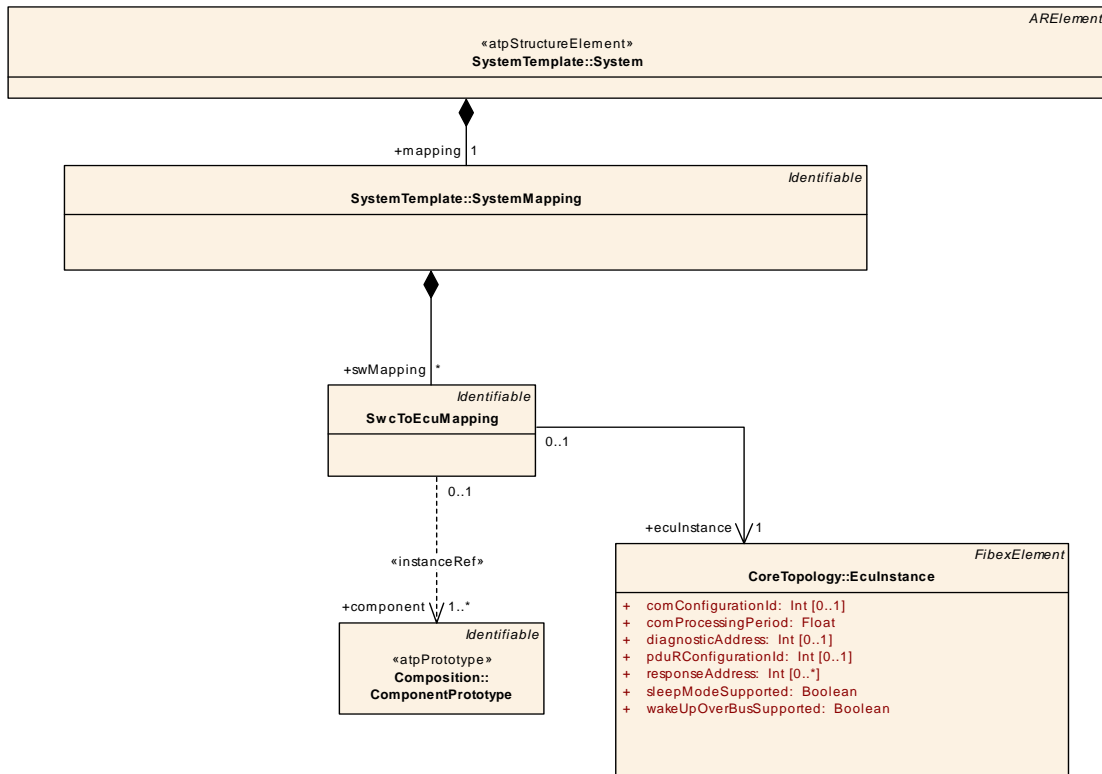 ARElement
«atpStructureElement»
SystemTemplate::System
+mapping 1
Identifiable
SystemTemplate::SystemMapping
+swMapping *
Identifiable
SwcToEcuMapping
0..1
0..1
«instanceRef»
+ecuInstance 1
+component 1..*
FibexElement
CoreTopology::EcuInstance
+ comConfigurationId: Int [0..1]
+ comProcessingPeriod: Float
+ diagnosticAddress: Int [0..1]
+ pduRConfigurationId: Int [0..1]
+ responseAddress: Int [0..*]
+ sleepModeSupported: Boolean
+ wakeUpOverBusSupported: Boolean
Identifiable
«atpPrototype»
Composition::
ComponentPrototype